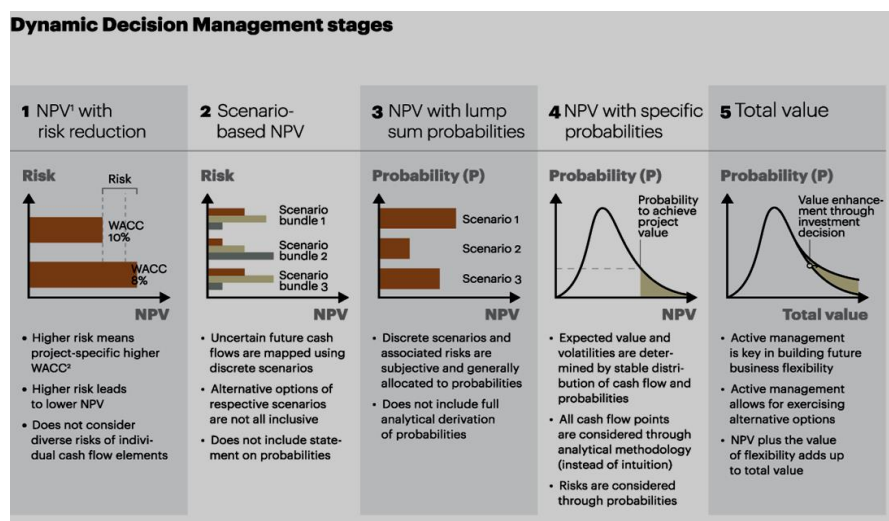 Dynamic Decision Management stages
1 NPV¹ with
risk reduction
Risk
Risk
WACC
10%
WACC
8%
NPV
• Higher risk means
project-specific higher
WACC²
• Higher risk leads
to lower NPV
• Does not consider
diverse risks of indivi-
dual cash flow elements
2 Scenario-
based NPV
Risk
Scenario
bundle 1
Scenario
bundle 2
Scenario
bundle 3
NPV
• Uncertain future cash
flows are mapped using
discrete scenarios
• Alternative options of
respective scenarios
are not all inclusive
• Does not include state-
ment on probabilities
3 NPV with lump
sum probabilities
Probability (P)
Scenario 1
Scenario 2
Scenario 3
NPV
• Discrete scenarios and
associated risks are
subjective and generally
allocated to probabilities
• Does not include full
analytical derivation
of probabilities
4 NPV with specific
probabilities
Probability (P)
Probability
to achieve
project
value
NPV
• Expected value and
volatilities are deter-
mined by stable distri-
bution of cash flow and
probabilities
• All cash flow points
are considered through
analytical methodology
(instead of intuition)
• Risks are considered
through probabilities
5 Total value
Probability (P)
Value enhance-
ment through
investment
decision
Total value
• Active management
is key in building future
business flexibility
• Active management
allows for exercising
alternative options
• NPV plus the value
of flexibility adds up
to total value